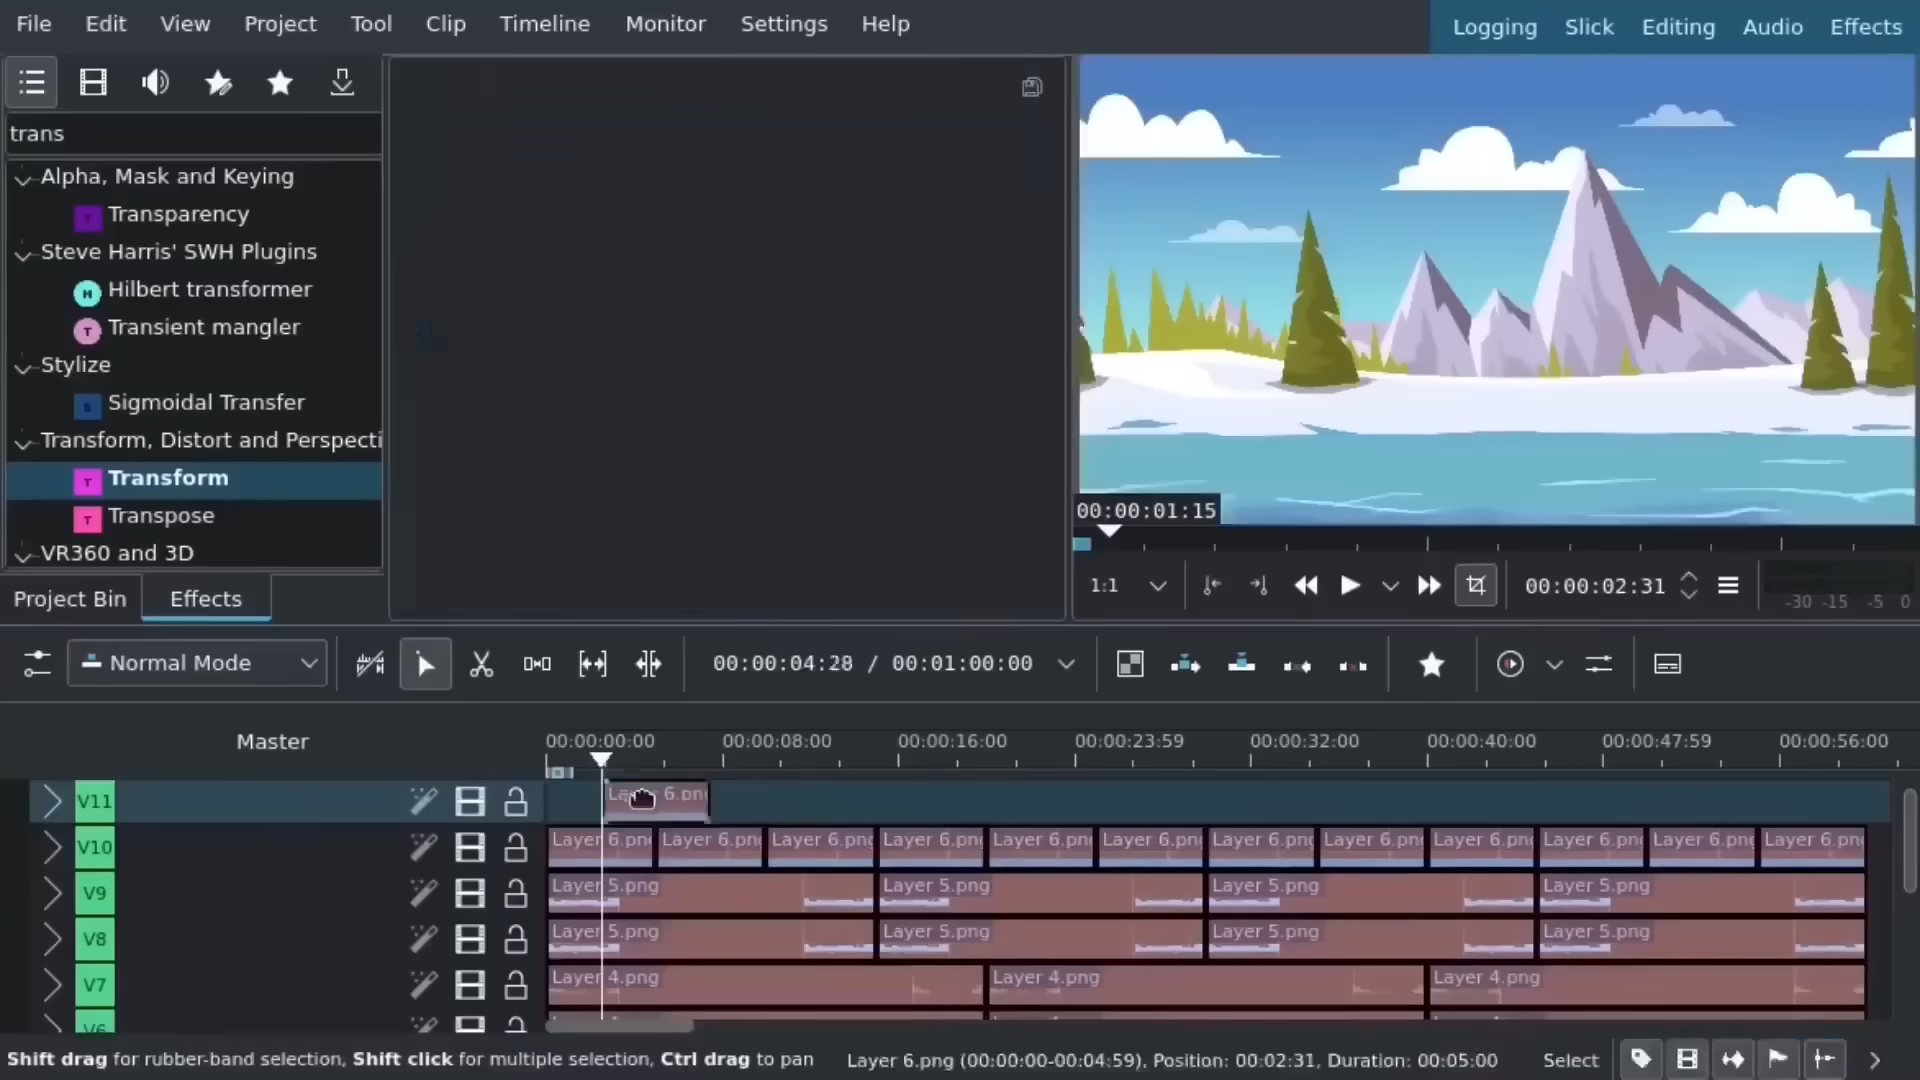 File Edit View Project Tool Clip Timeline Monitor Settings Help
Logging Slick Editing Audio Effects
trans
Alpha, Mask and Keying
Transparency
Steve Harris' SWH Plugins
Hilbert transformer
Transient mangler
Stylize
Sigmoidal Transfer
Transform, Distort and Perspecti
Transform
Transpose
VR360 and 3D
Project Bin Effects
00:00:01:15
1:1 00:00:02:31 -30 -15 -5 0
Normal Mode 00:00:04:28 / 00:01:00:00
Master 00:00:00:00 00:00:08:00 00:00:16:00 00:00:23:59 00:00:32:00 00:00:40:00 00:00:47:59 00:00:56:00
V11 Layer 6.png
V10 Layer 6.png Layer 6.png Layer 6.png Layer 6.png Layer 6.png Layer 6.png Layer 6.png Layer 6.png Layer 6.png Layer 6.png Layer 6.png Layer 6.png
V9 Layer 5.png Layer 5.png Layer 5.png Layer 5.png
V8 Layer 5.png Layer 5.png Layer 5.png Layer 5.png
V7 Layer 4.png Layer 4.png Layer 4.png
V6
Shift drag for rubber-band selection, Shift click for multiple selection, Ctrl drag to pan Layer 6.png (00:00:00-00:04:59), Position: 00:02:31, Duration: 00:05:00 Select